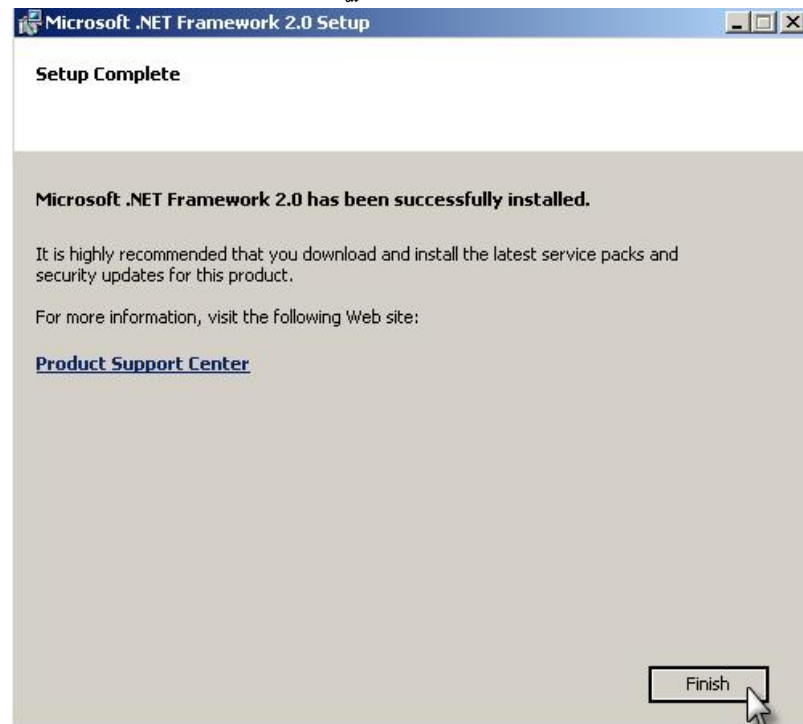 Microsoft .NET Framework 2.0 Setup
Setup Complete
Microsoft .NET Framework 2.0 has been successfully installed.
It is highly recommended that you download and install the latest service packs and
security updates for this product.
For more information, visit the following Web site:
Product Support Center
Finish